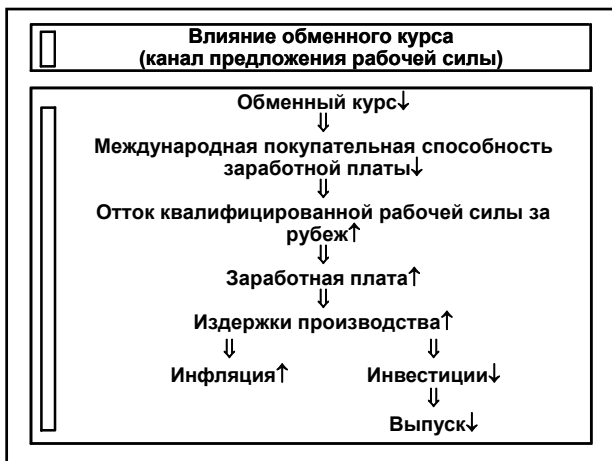 Влияние обменного курса
(канал предложения рабочей силы)
Обменный курс↓
⇓
Международная покупательная способность
заработной платы↓
⇓
Отток квалифицированной рабочей силы за
рубеж↑
⇓
Заработная плата↑
⇓
Издержки производства↑
⇓ ⇓
Инфляция↑ Инвестиции↓
⇓
Выпуск↓